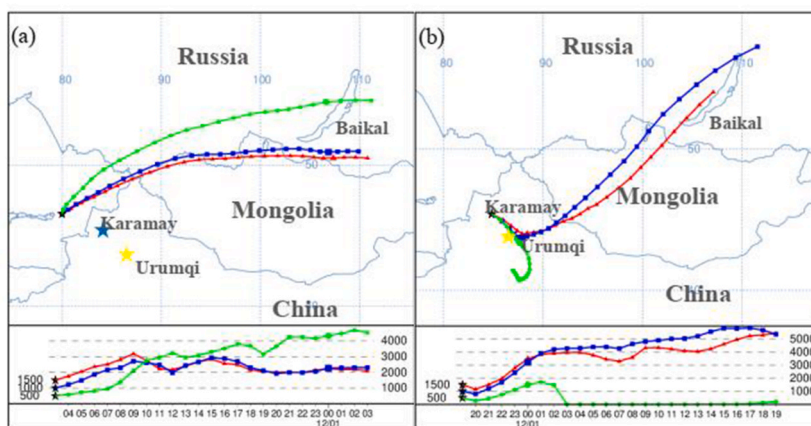 (a)
Russia
80
90
100
110
Baikal
50
Mongolia
Karamay
Urumqi
China
1500
1000
500
4000
3000
2000
1000
04 05 06 07 08 09 10 11 12 13 14 15 16 17 18 19 20 21 23 00 01 02 03
12/01
(b)
Russia
80
90
100
110
Baikal
50
Karamay
Mongolia
Urumqi
China
1500
1000
500
5000
4000
3000
2000
1000
20 21 22 23 00 01 02 03 04 05 06 07 08 09 10 11 12 13 14 15 16 17 18 19
12/01